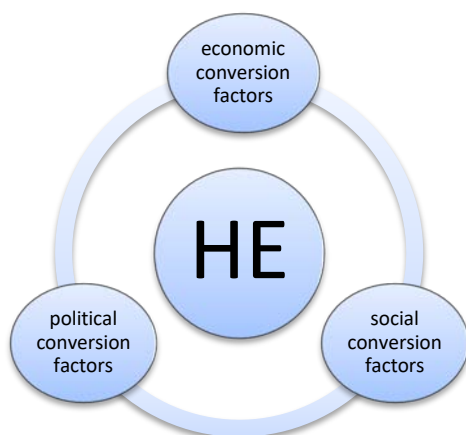 economic
conversion
factors
HE
political
conversion
factors
social
conversion
factors